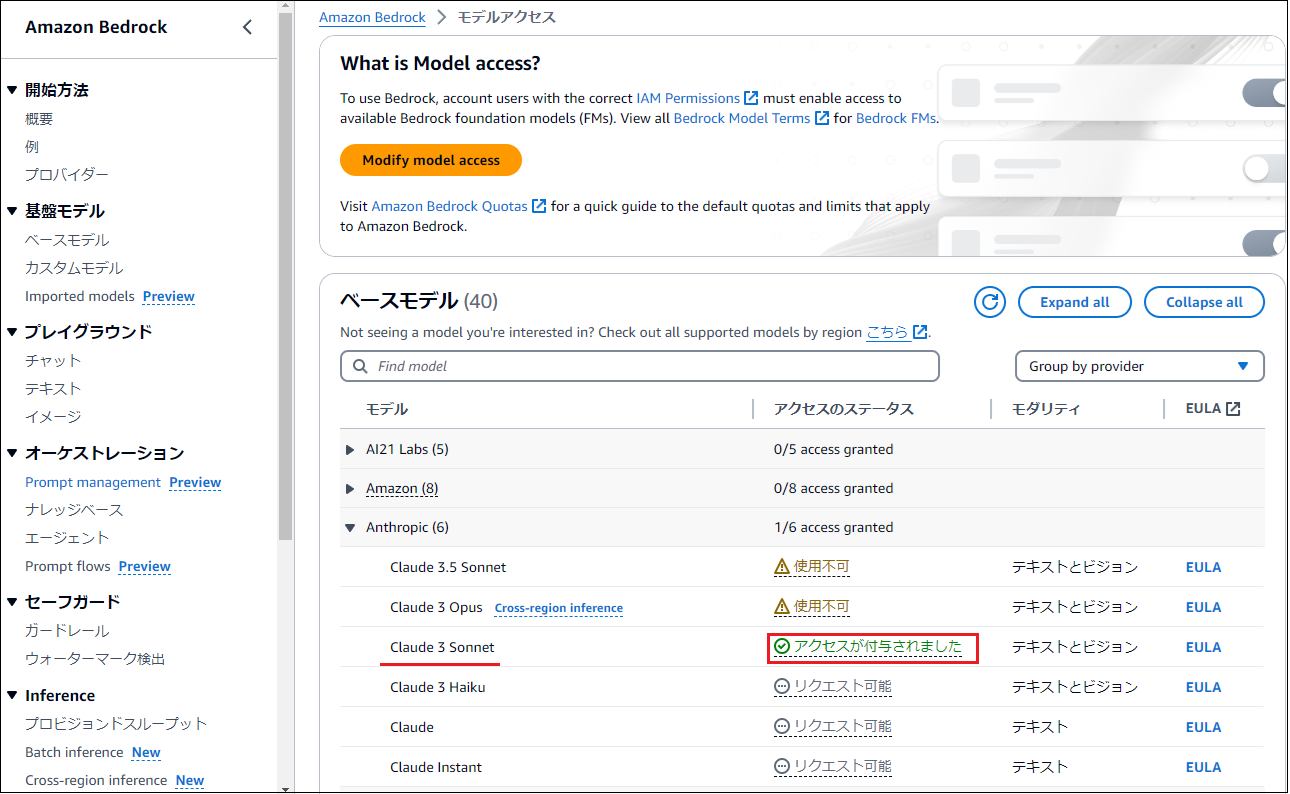 Amazon Bedrock
開始方法
概要
例
プロバイダー
基盤モデル
ベースモデル
カスタムモデル
Imported models Preview
プレイグラウンド
チャット
テキスト
イメージ
オーケストレーション
Prompt management Preview
ナレッジベース
エージェント
Prompt flows Preview
セーフガード
ガードレール
ウォーターマーク検出
Inference
プロビジョンドスループット
Batch inference New
Cross-region inference New
Amazon Bedrock モデルアクセス
What is Model access?
To use Bedrock, account users with the correct IAM Permissions must enable access to
available Bedrock foundation models (FMs). View all Bedrock Model Terms for Bedrock FMs.
Modify model access
Visit Amazon Bedrock Quotas for a quick guide to the default quotas and limits that apply
to Amazon Bedrock.
ベースモデル (40)
Expand all
Collapse all
Not seeing a model you're interested in? Check out all supported models by region こちら.
Find model
Group by provider
モデル アクセスのステータス モダリティ EULA
AI21 Labs (5) 0/5 access granted
Amazon (8) 0/8 access granted
Anthropic (6) 1/6 access granted
Claude 3.5 Sonnet 使用不可 テキストとビジョン EULA
Claude 3 Opus Cross-region inference 使用不可 テキストとビジョン EULA
Claude 3 Sonnet アクセスが付与されました テキストとビジョン EULA
Claude 3 Haiku リクエスト可能 テキストとビジョン EULA
Claude リクエスト可能 テキスト EULA
Claude Instant リクエスト可能 テキスト EULA